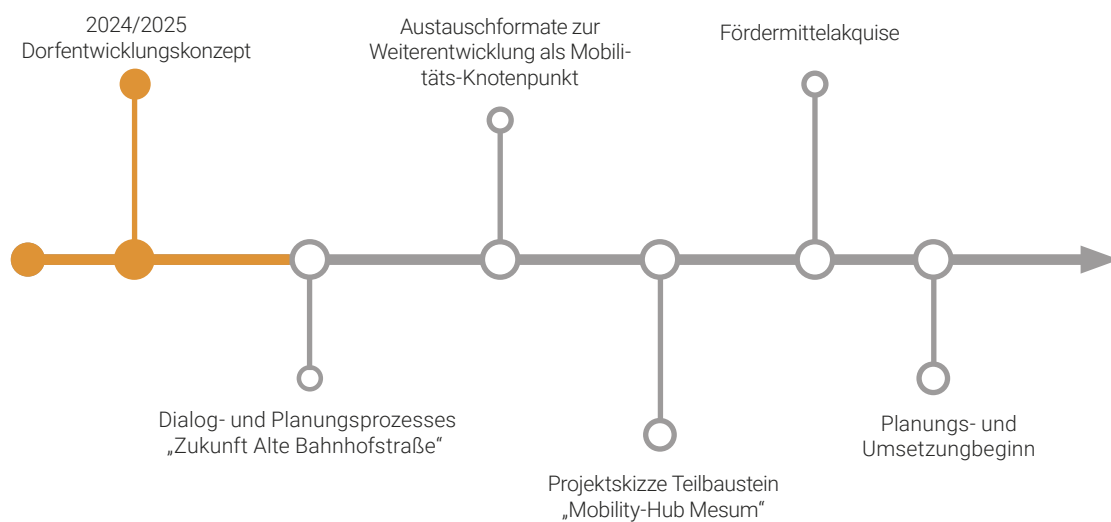 2024/2025
Dorfentwicklungskonzept
Austauschformate zur
Weiterentwicklung als Mobili-
täts-Knotenpunkt
Fördermittelakquise
Dialog- und Planungsprozesses
„Zukunft Alte Bahnhofstraße“
Projektskizze Teilbaustein
„Mobility-Hub Mesum“
Planungs- und
Umsetzungbeginn